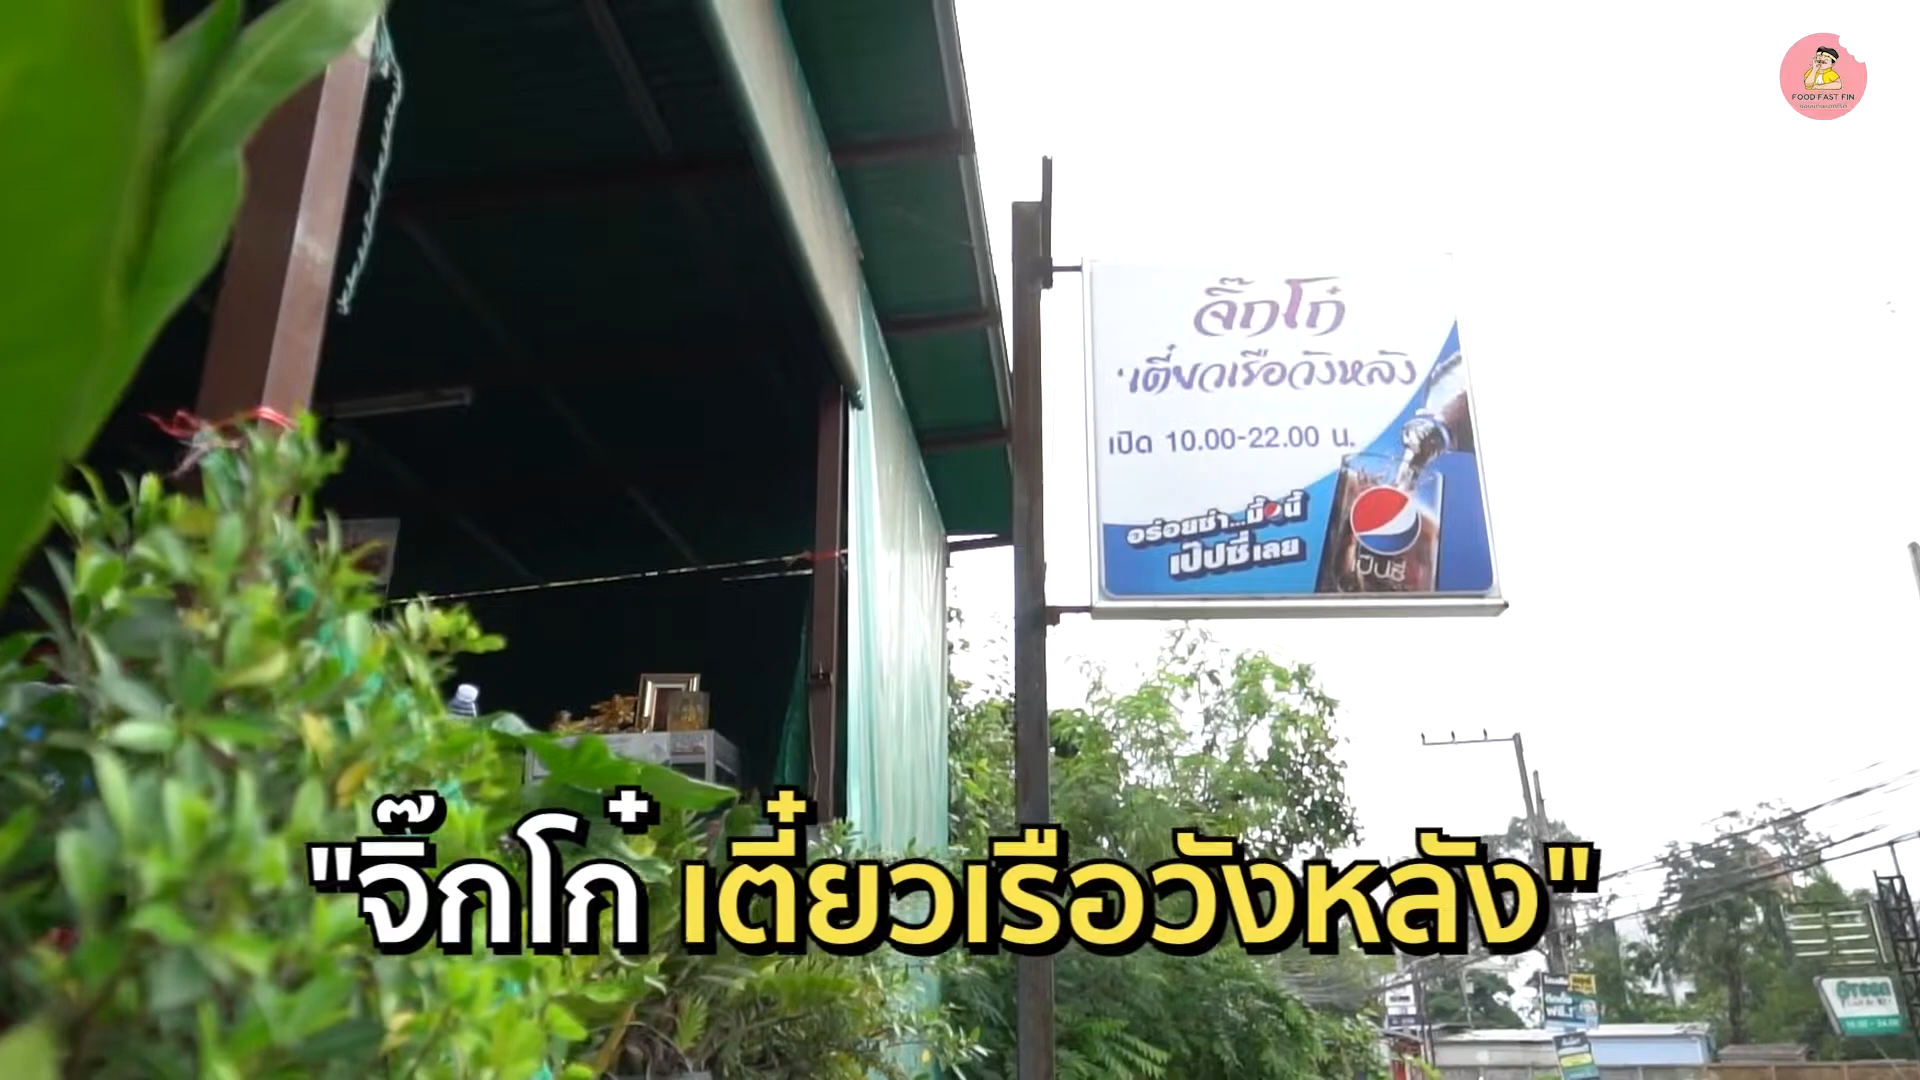 FOOD FAST FIN
จิ๊กโก๋
'เตี๋ยวเรือวังหลัง
เปิด 10.00-22.00 น.
อร่อยซ่า...มื้อนี้
เป๊ปซี่เลย
เป๊ปซี่
"จิ๊กโก๋ เตี๋ยวเรือวังหลัง"
Green